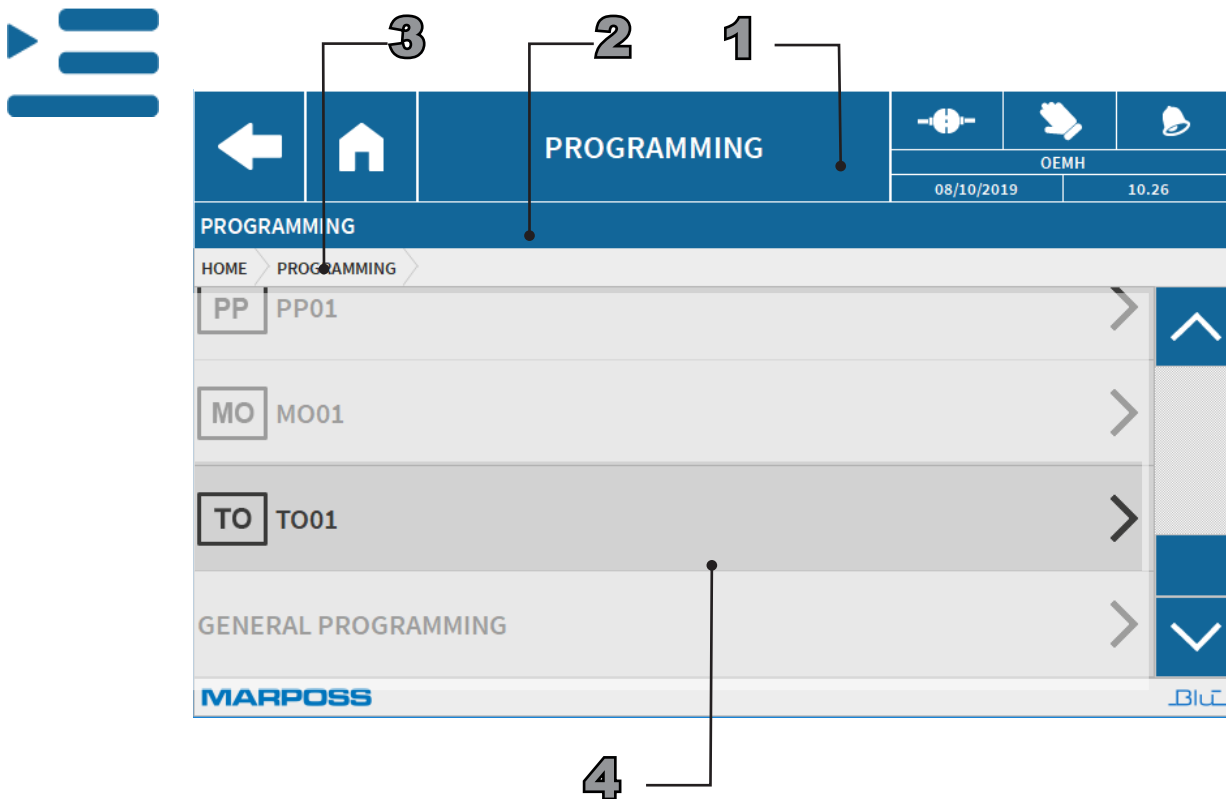 3 2 1
PROGRAMMING
OEMH
08/10/2019 10.26
PROGRAMMING
HOME PROGRAMMING
PP PP01
MO MO01
TO TO01
GENERAL PROGRAMMING
MARPOSS Blú
4